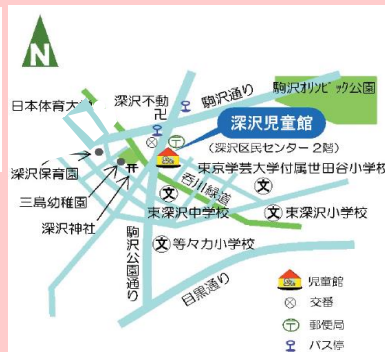 N
駒沢通り
駒沢オリンピック公園
日本体育大
深沢不動
卍
深沢児童館
(深沢区民センター 2階)
東京学芸大学付属世田谷小学校
深沢保育園
呑川緑道
文
三島幼稚園
文
東深沢中学校
文
東深沢小学校
深沢神社
駒沢公園通り
文
等々力小学校
目黒通り
児童館
交番
郵便局
バス停